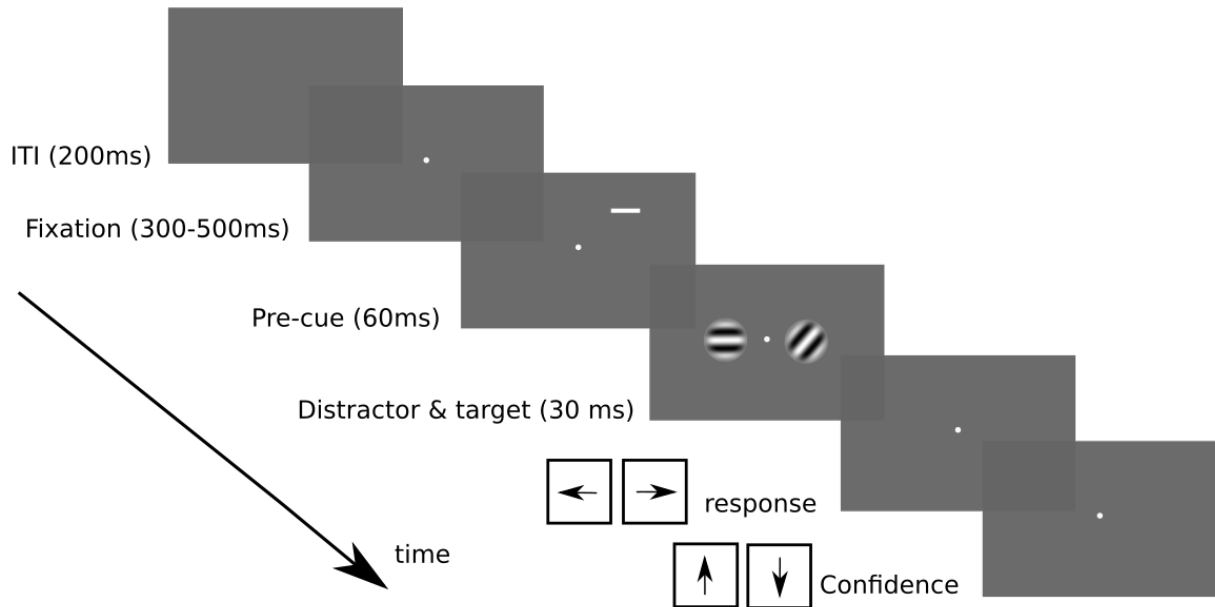 ITI (200ms)
Fixation (300-500ms)
Pre-cue (60ms)
Distractor & target (30 ms)
response
time
Confidence